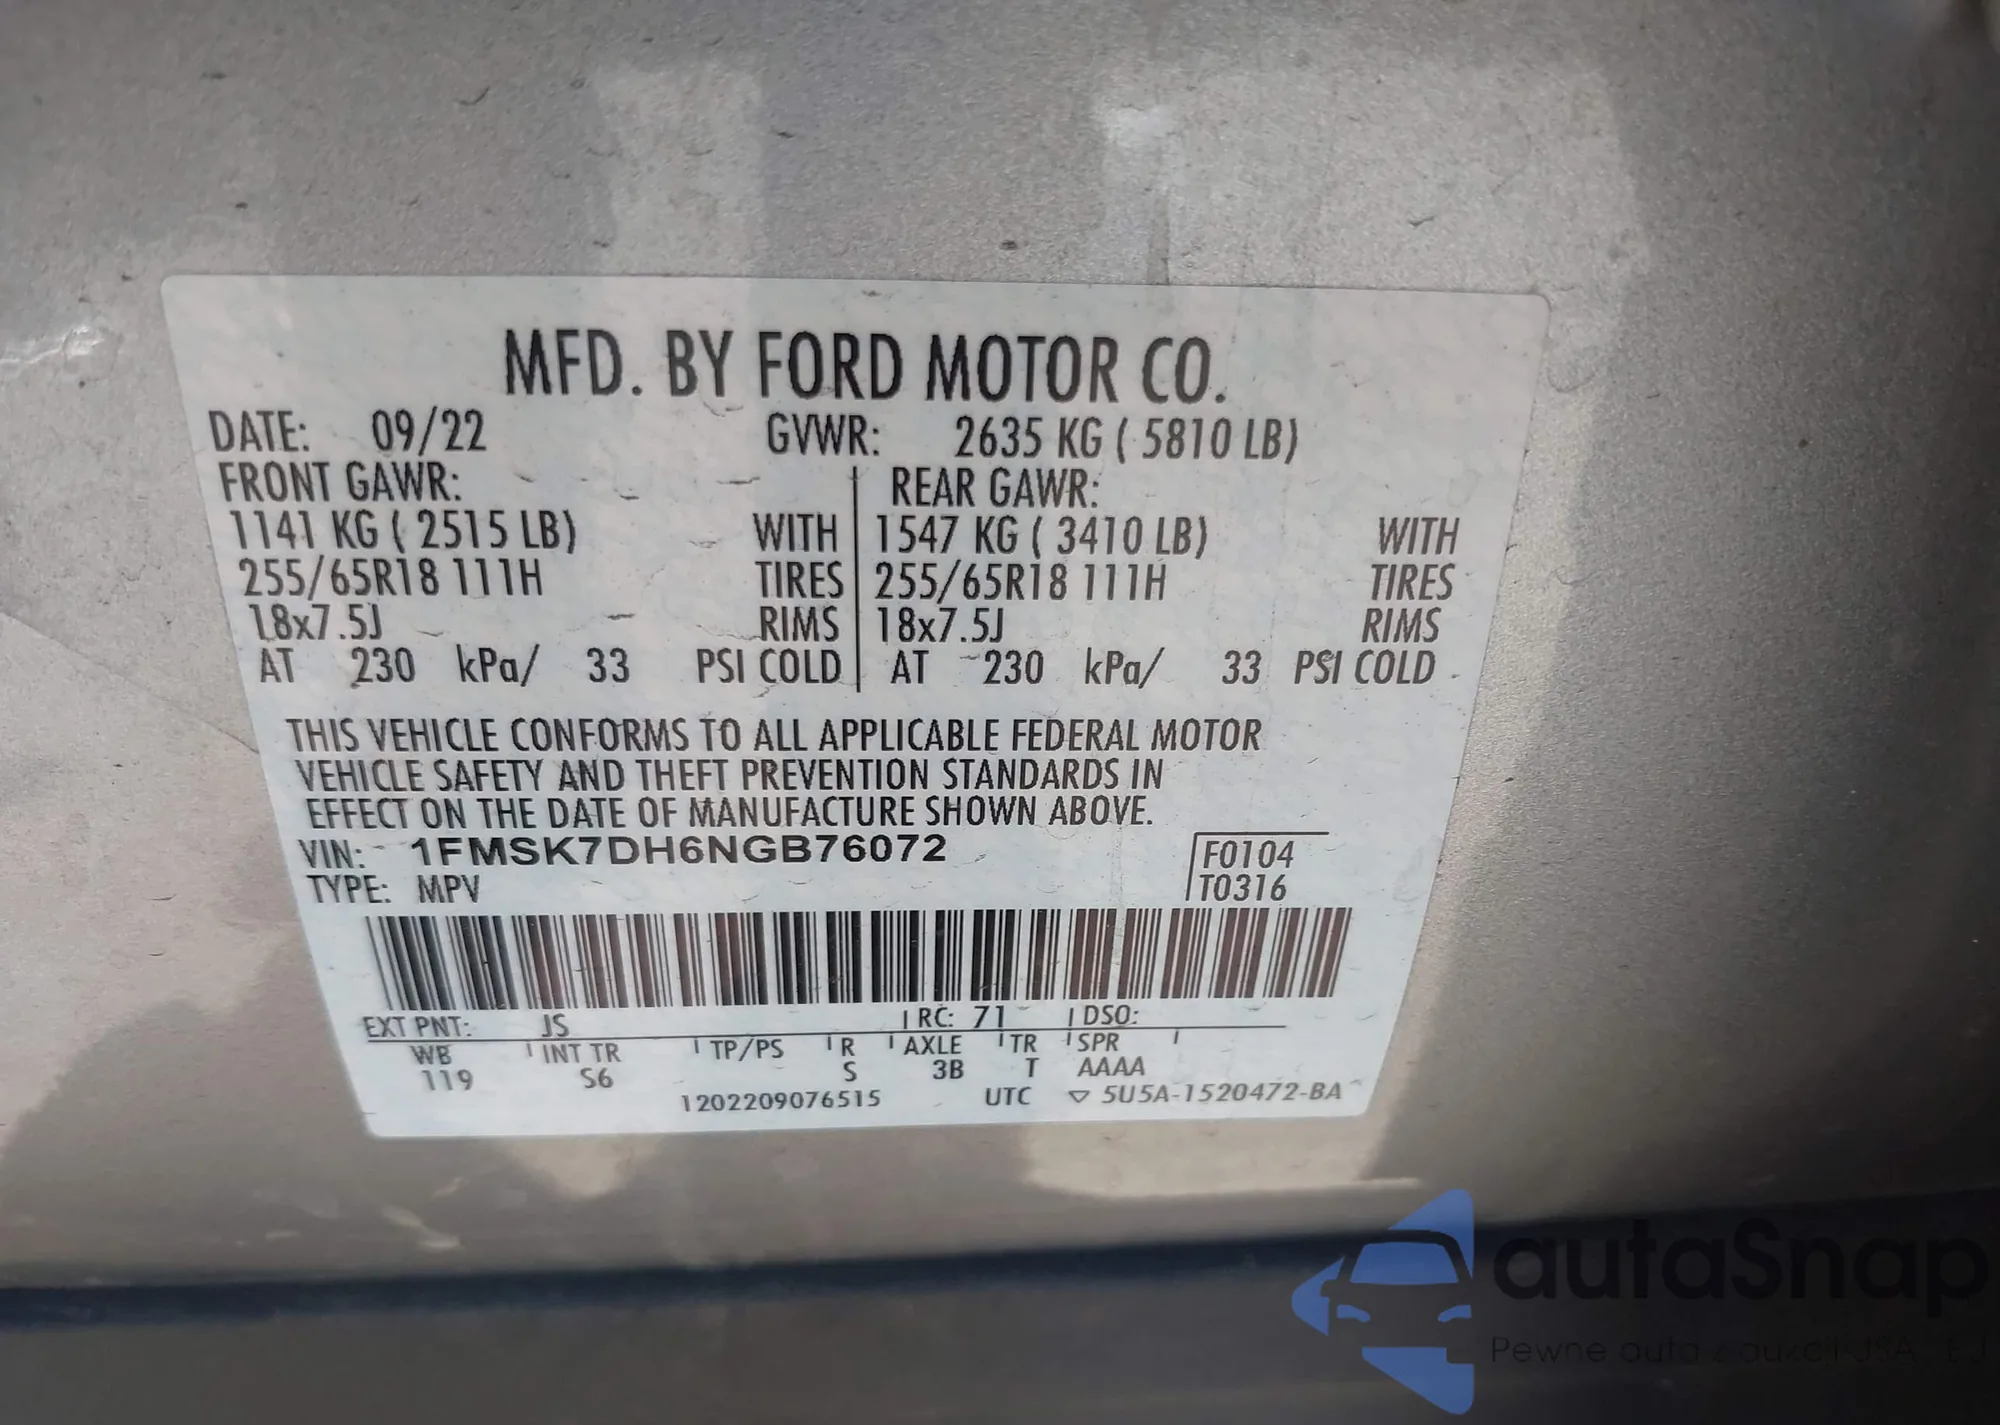 MFD. BY FORD MOTOR CO.
DATE: 09/22 GVWR: 2635 KG ( 5810 LB)
FRONT GAWR: REAR GAWR:
1141 KG ( 2515 LB) WITH 1547 KG ( 3410 LB) WITH
255/65R18 111H TIRES 255/65R18 111H TIRES
18x7.5J RIMS 18x7.5J RIMS
AT 230 kPa/ 33 PSI COLD AT 230 kPa/ 33 PSI COLD
THIS VEHICLE CONFORMS TO ALL APPLICABLE FEDERAL MOTOR
VEHICLE SAFETY AND THEFT PREVENTION STANDARDS IN
EFFECT ON THE DATE OF MANUFACTURE SHOWN ABOVE.
VIN: 1FMSK7DH6NGB76072 F0104
TYPE: MPV T0316
EXT PNT: JS RC: 71 DSO:
WB INT TR TP/PS R AXLE TR SPR
119 S6 S 3B T AAAA
1202209076515 UTC ▽ 5U5A-1520472-BA
autaSnap
Pewne auta z aukcji USA